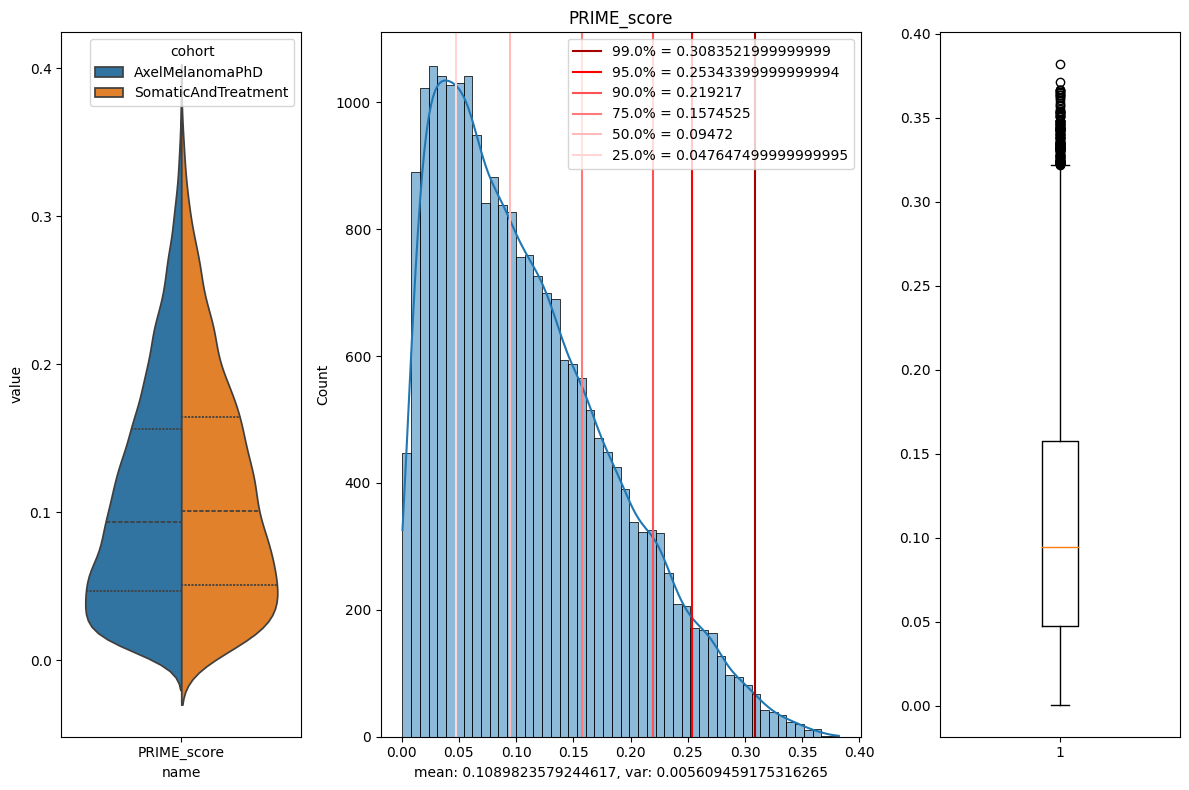 cohort
AxelMelanomaPhD
SomaticAndTreatment
0.4
0.3
0.2
0.1
0.0
value
PRIME_score
name
PRIME_score
99.0% = 0.3083521999999999
95.0% = 0.25343399999999994
90.0% = 0.219217
75.0% = 0.1574525
50.0% = 0.09472
25.0% = 0.047647499999999995
1000
800
600
400
200
0
Count
0.00 0.05 0.10 0.15 0.20 0.25 0.30 0.35 0.40
mean: 0.1089823579244617, var: 0.005609459175316265
0.40
0.35
0.30
0.25
0.20
0.15
0.10
0.05
0.00
1